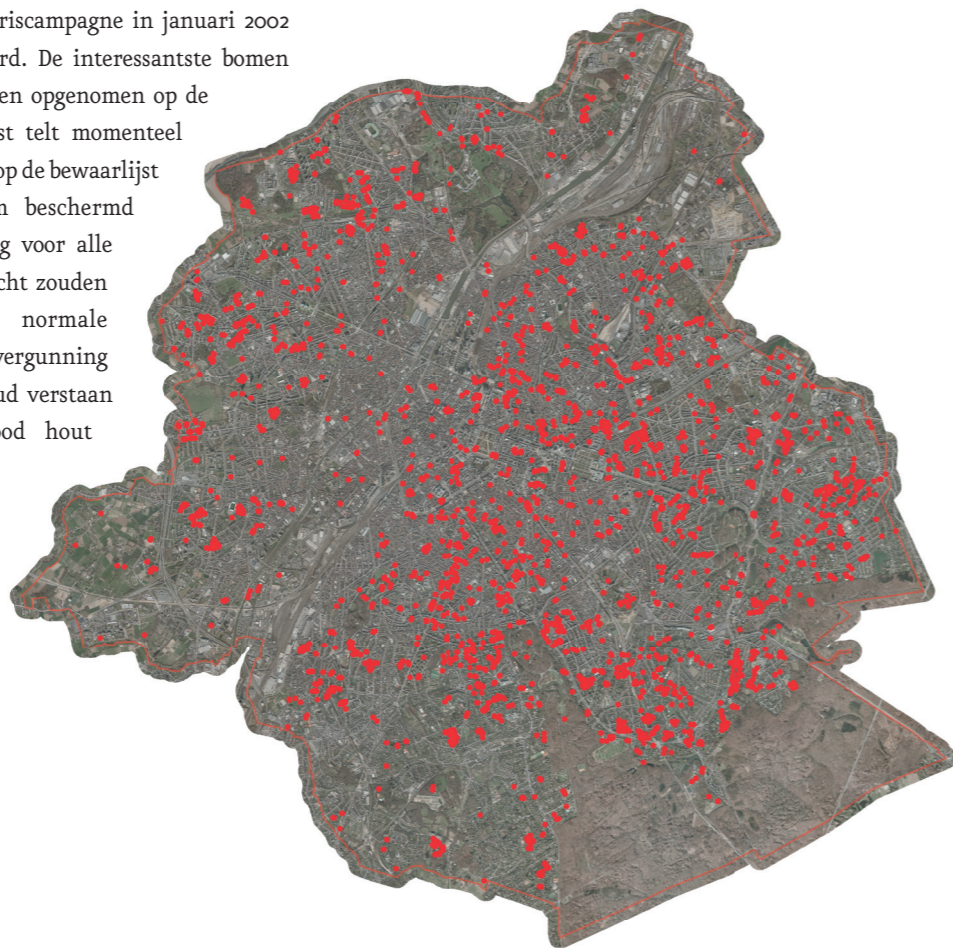 riscampagne in januari 2002
rd. De interessantste bomen
en opgenomen op de
st telt momenteel
op de bewaarlijst
n beschermd
g voor alle
cht zouden
normale
vergunning
ud verstaan
ood hout